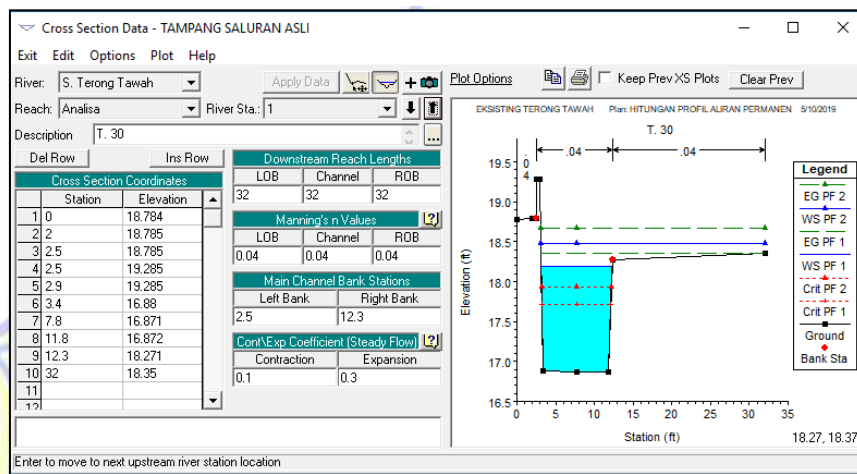 Cross Section Data - TAMPANG SALURAN ASLI
Exit Edit Options Plot Help
River: S. Terong Tawah Apply Data
Reach: Analisa River Sta.: 1
Description T. 30 ...
Del Row Ins Row
Cross Section Coordinates
Station Elevation
1 0 18.784
2 2 18.785
3 2.5 18.785
4 2.5 19.285
5 2.9 19.285
6 3.4 16.88
7 7.8 16.871
8 11.8 16.872
9 12.3 18.271
10 32 18.35
11
12
Downstream Reach Lengths
LOB Channel ROB
32 32 32
Manning's n Values
LOB Channel ROB
0.04 0.04 0.04
Main Channel Bank Stations
Left Bank Right Bank
2.5 12.3
Cont\Exp Coefficient (Steady Flow)
Contraction Expansion
0.1 0.3
Plot Options Keep Prev XS Plots Clear Prev
EKSISTING TERONG TAWAH Plan: HITUNGAN PROFIL ALIRAN PERMANEN 5/10/2019
T. 30
.04 .04 .04
Elevation (ft)
19.5
19.0
18.5
18.0
17.5
17.0
16.5
0 5 10 15 20 25 30 35
Station (ft)
Legend
EG PF 2
WS PF 2
EG PF 1
WS PF 1
Crit PF 2
Crit PF 1
Ground
Bank Sta
18.27, 18.37
Enter to move to next upstream river station location